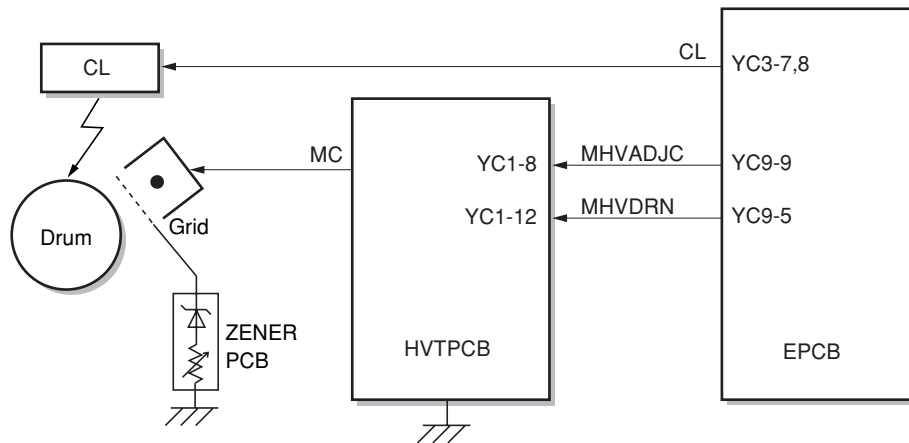 CL
CL
YC3-7,8
MC
YC1-8
MHVADJC
YC9-9
YC1-12
MHVDRN
YC9-5
Drum
Grid
ZENER
PCB
HVTPCB
EPCB